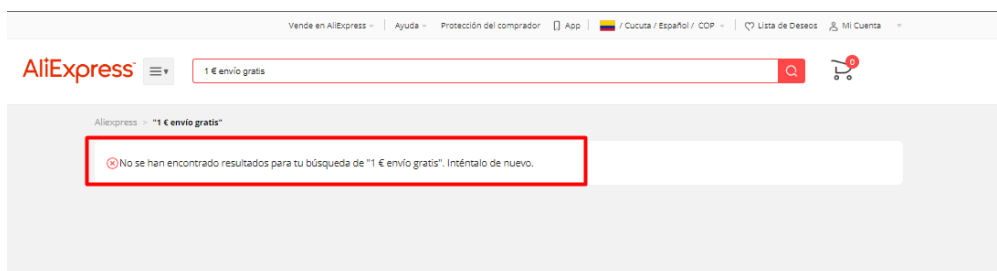 Vende en AliExpress Ayuda Protección del comprador App / Cucuta / Español / COP Lista de Deseos Mi Cuenta
AliExpress 1 € envío gratis 0
Aliexpress > "1 € envío gratis"
No se han encontrado resultados para tu búsqueda de "1 € envío gratis". Inténtalo de nuevo.